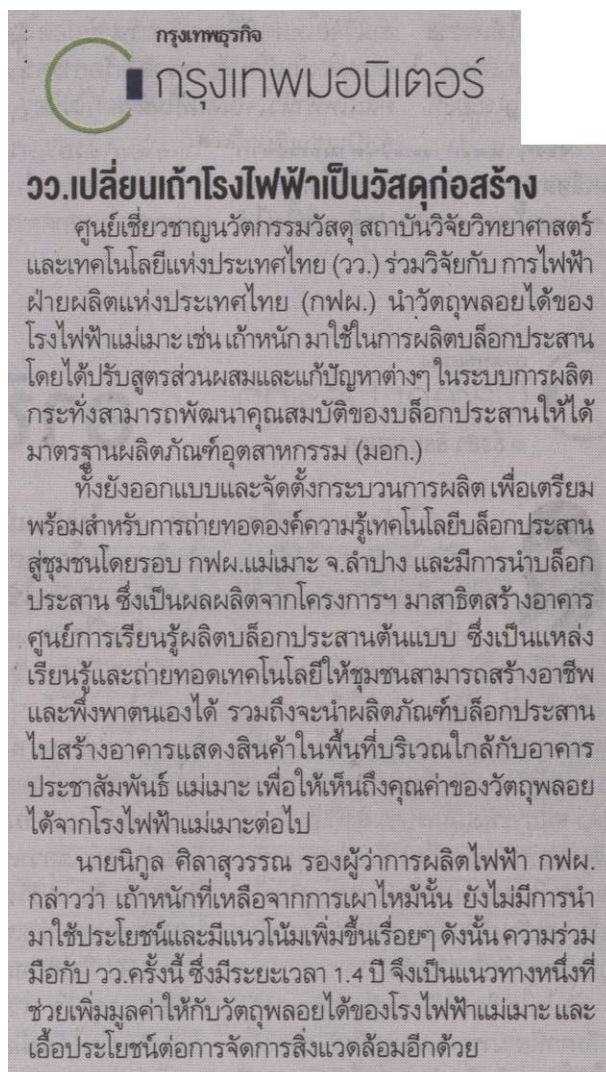 กรุงเทพธุรกิจ
กรุงเทพมอนิเตอร์
วว.เปลี่ยนเถ้าโรงไฟฟ้าเป็นวัสดุก่อสร้าง
ศูนย์เชี่ยวชาญนวัตกรรมวัสดุ สถาบันวิจัยวิทยาศาสตร์
และเทคโนโลยีแห่งประเทศไทย (วว.) ร่วมวิจัยกับ การไฟฟ้า
ฝ่ายผลิตแห่งประเทศไทย (กฟผ.) นำวัตถุพลอยได้ของ
โรงไฟฟ้าแม่เมาะ เช่น เถ้าหนัก มาใช้ในการผลิตบล็อกประสาน
โดยได้ปรับสูตรส่วนผสมและแก้ปัญหาต่างๆ ในระบบการผลิต
กระทั่งสามารถพัฒนาคุณสมบัติของบล็อกประสานให้ได้
มาตรฐานผลิตภัณฑ์อุตสาหกรรม (มอก.)
ทั้งยังออกแบบและจัดตั้งกระบวนการผลิต เพื่อเตรียม
พร้อมสำหรับการถ่ายทอดองค์ความรู้เทคโนโลยีบล็อกประสาน
สู่ชุมชนโดยรอบ กฟผ.แม่เมาะ จ.ลำปาง และมีการนำบล็อก
ประสาน ซึ่งเป็นผลผลิตจากโครงการฯ มาสาธิตสร้างอาคาร
ศูนย์การเรียนรู้ผลิตบล็อกประสานต้นแบบ ซึ่งเป็นแหล่ง
เรียนรู้และถ่ายทอดเทคโนโลยีให้ชุมชนสามารถสร้างอาชีพ
และพึ่งพาตนเองได้ รวมถึงจะนำผลิตภัณฑ์บล็อกประสาน
ไปสร้างอาคารแสดงสินค้าในพื้นที่บริเวณใกล้กับอาคาร
ประชาสัมพันธ์ แม่เมาะ เพื่อให้เห็นถึงคุณค่าของวัตถุพลอย
ได้จากโรงไฟฟ้าแม่เมาะต่อไป
นายนิกูล ศิลาสุวรรณ รองผู้ว่าการผลิตไฟฟ้า กฟผ.
กล่าวว่า เถ้าหนักที่เหลือจากการเผาไหม้นั้น ยังไม่มีการนำ
มาใช้ประโยชน์และมีแนวโน้มเพิ่มขึ้นเรื่อยๆ ดังนั้น ความร่วม
มือกับ วว.ครั้งนี้ ซึ่งมีระยะเวลา 1.4 ปี จึงเป็นแนวทางหนึ่งที่
ช่วยเพิ่มมูลค่าให้กับวัตถุพลอยได้ของโรงไฟฟ้าแม่เมาะ และ
เอื้อประโยชน์ต่อการจัดการสิ่งแวดล้อมอีกด้วย